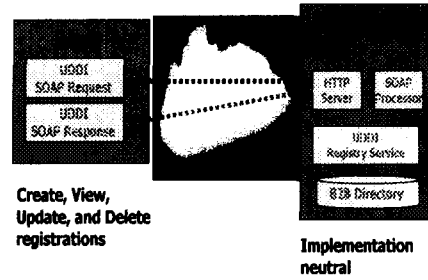 UDDI
SOAP Request
UDDI
SOAP Response
HTTP
Server
SOAP
Processor
UDDI
Registry Service
B2B Directory
Create, View,
Update, and Delete
registrations
Implementation
neutral